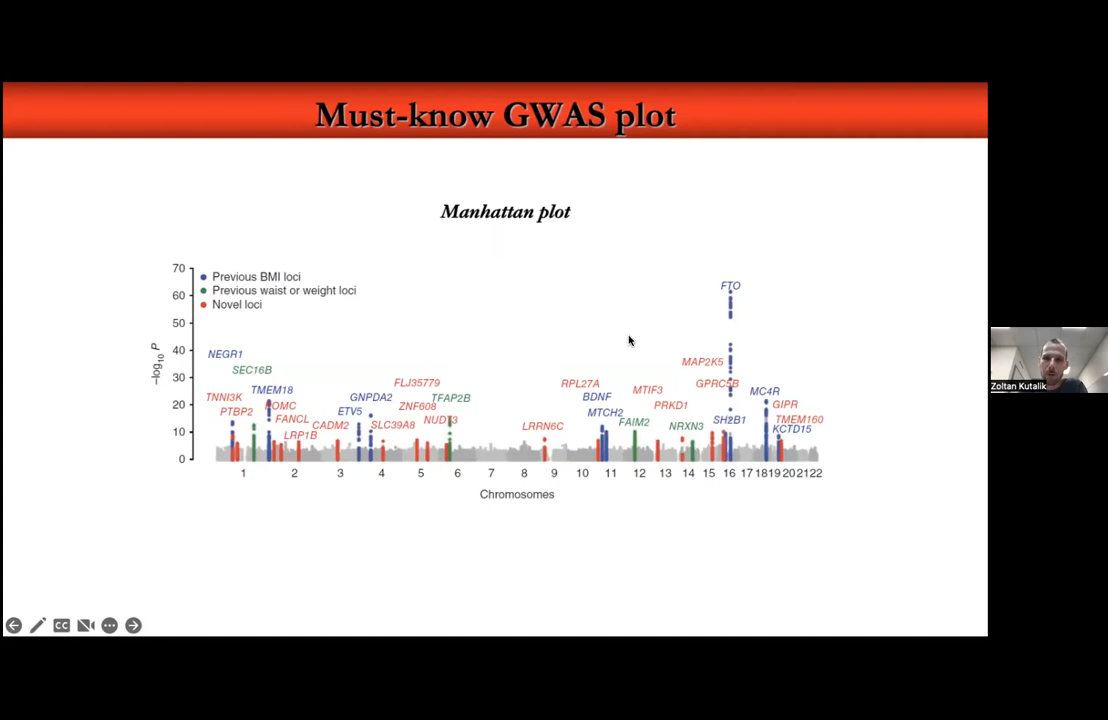 Must-know GWAS plot
Manhattan plot
70
60
50
40
30
20
10
0
−log10 P
Previous BMI loci
Previous waist or weight loci
Novel loci
FTO
NEGR1
SEC16B
MAP2K5
TMEM18
FLJ35779
RPL27A
GPRC5B
TNNI3K
GNPDA2
TFAP2B
BDNF
MTIF3
MC4R
PTBP2
POMC
ETV5
ZNF608
MTCH2
PRKD1
GIPR
FANCL
CADM2
SLC39A8
NUDT3
LRRN6C
FAIM2
NRXN3
SH2B1
TMEM160
LRP1B
KCTD15
1 2 3 4 5 6 7 8 9 10 11 12 13 14 15 16 17 18 19 20 21 22
Chromosomes
Zoltan Kutalik
CC